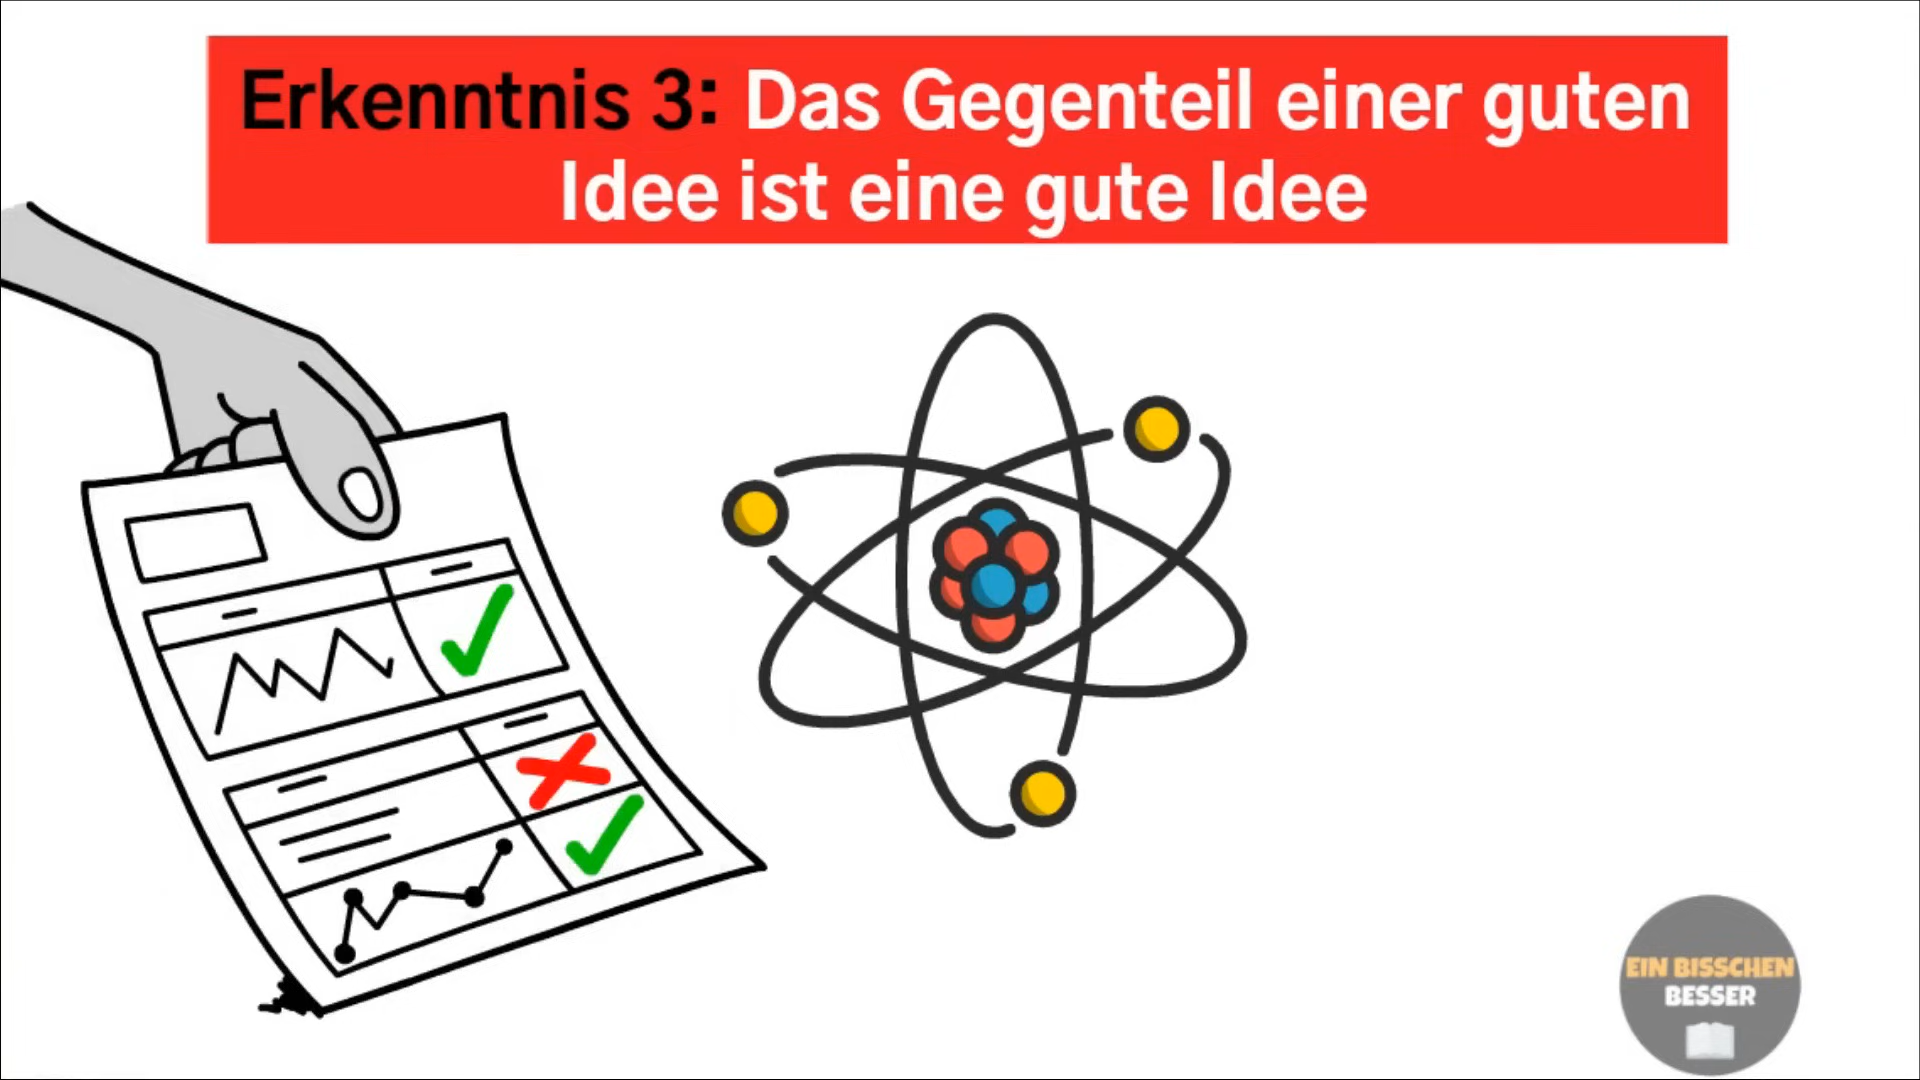 Erkenntnis 3: Das Gegenteil einer guten
Idee ist eine gute Idee
EIN BISSCHEN
BESSER